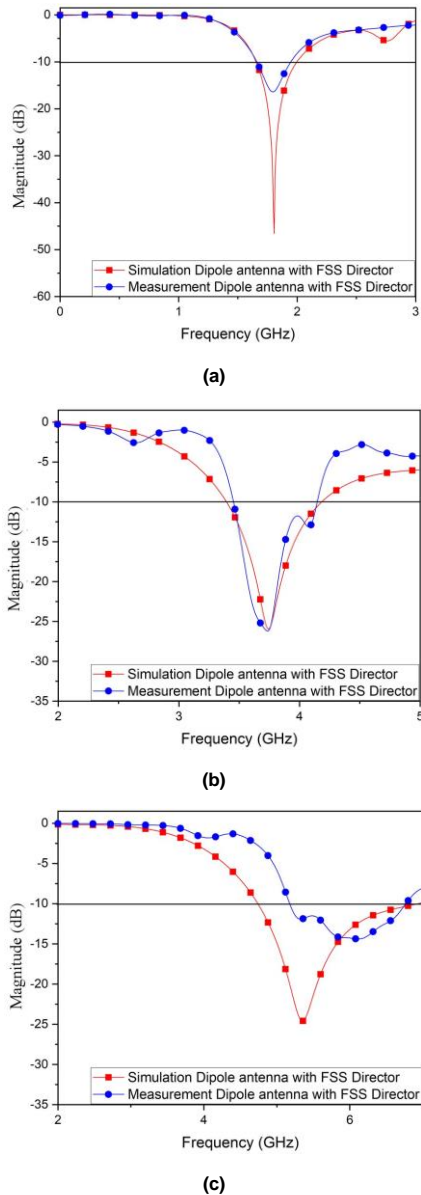 0
-10
-20
-30
-40
-50
-60
Magnitude (dB)
Simulation Dipole antenna with FSS Director
Measurement Dipole antenna with FSS Director
0 1 2 3
Frequency (GHz)
(a)
0
-5
-10
-15
-20
-25
-30
-35
Magnitude (dB)
Simulation Dipole antenna with FSS Director
Measurement Dipole antenna with FSS Director
2 3 4 5
Frequency (GHz)
(b)
0
-5
-10
-15
-20
-25
-30
-35
Magnitude (dB)
Simulation Dipole antenna with FSS Director
Measurement Dipole antenna with FSS Director
2 4 6
Frequency (GHz)
(c)